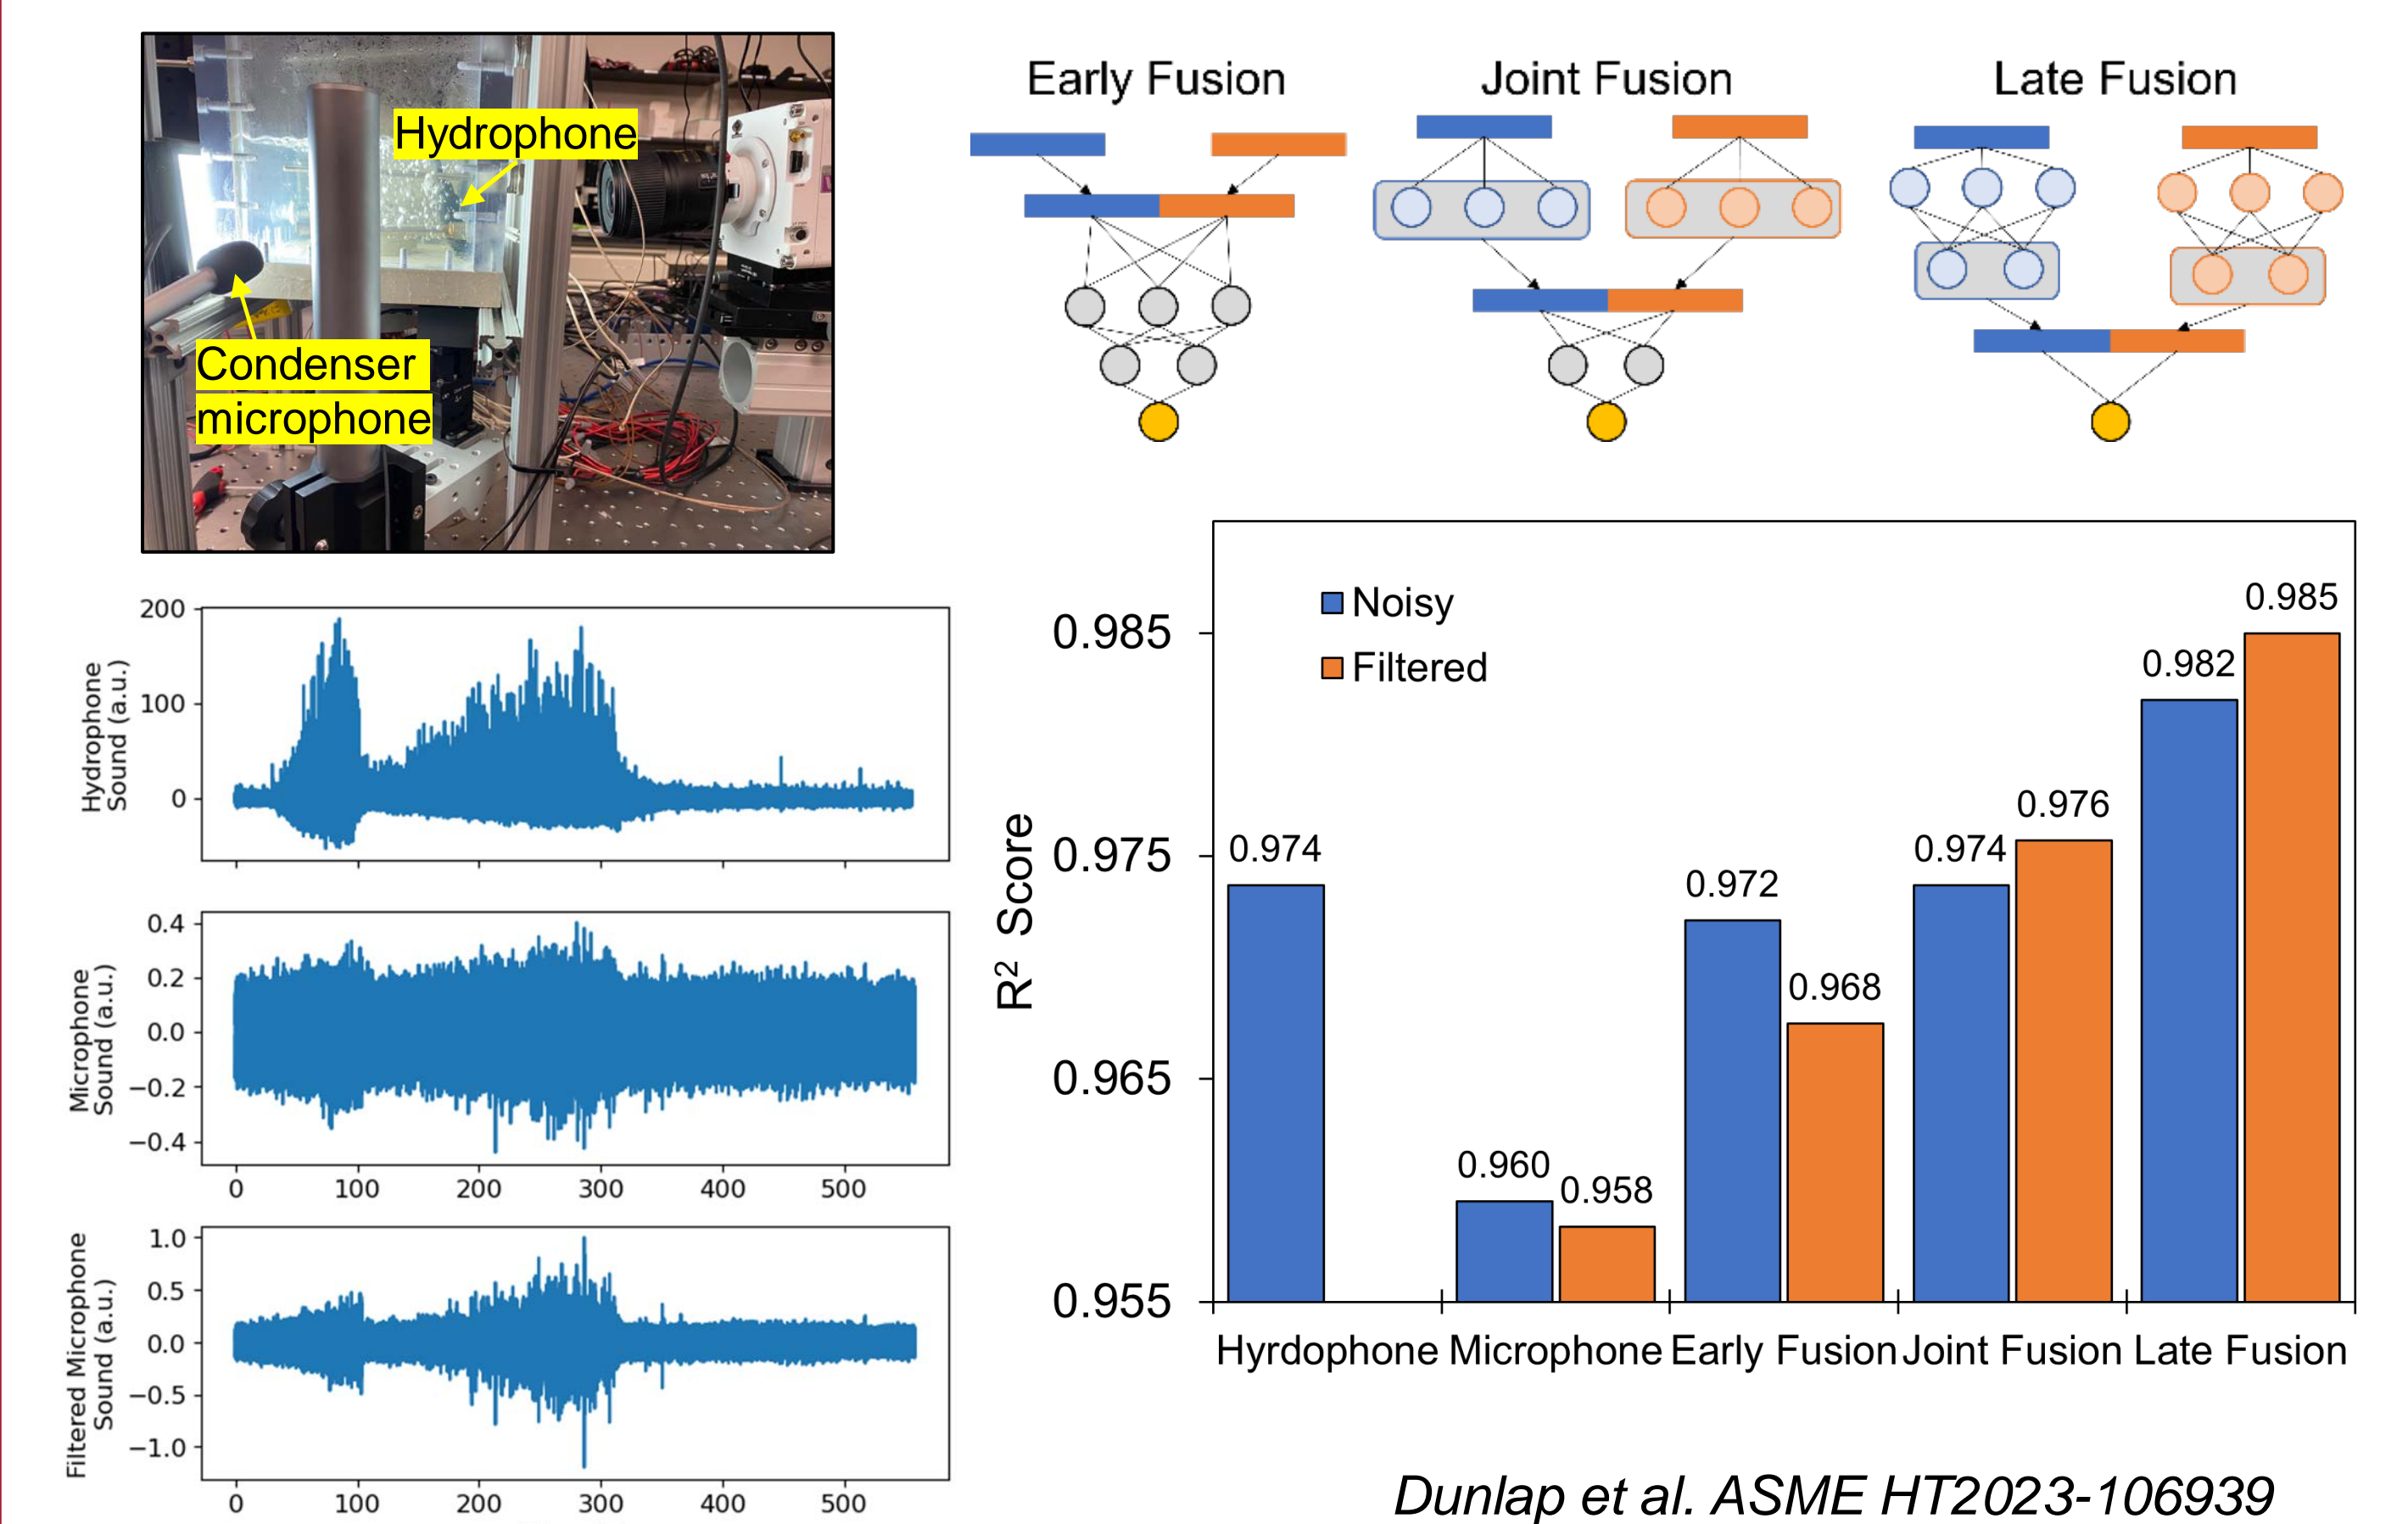 Hydrophone
Condenser
microphone
Early Fusion
Joint Fusion
Late Fusion
Hydrophone
Sound (a.u.)
200
100
0
Microphone
Sound (a.u.)
0.4
0.2
0.0
−0.2
−0.4
0 100 200 300 400 500
Filtered Microphone
Sound (a.u.)
1.0
0.5
0.0
−0.5
−1.0
0 100 200 300 400 500
R² Score
0.985
0.975
0.965
0.955
Noisy
Filtered
0.974
0.960
0.958
0.972
0.968
0.974
0.976
0.982
0.985
Hyrdophone Microphone Early Fusion Joint Fusion Late Fusion
Dunlap et al. ASME HT2023-106939